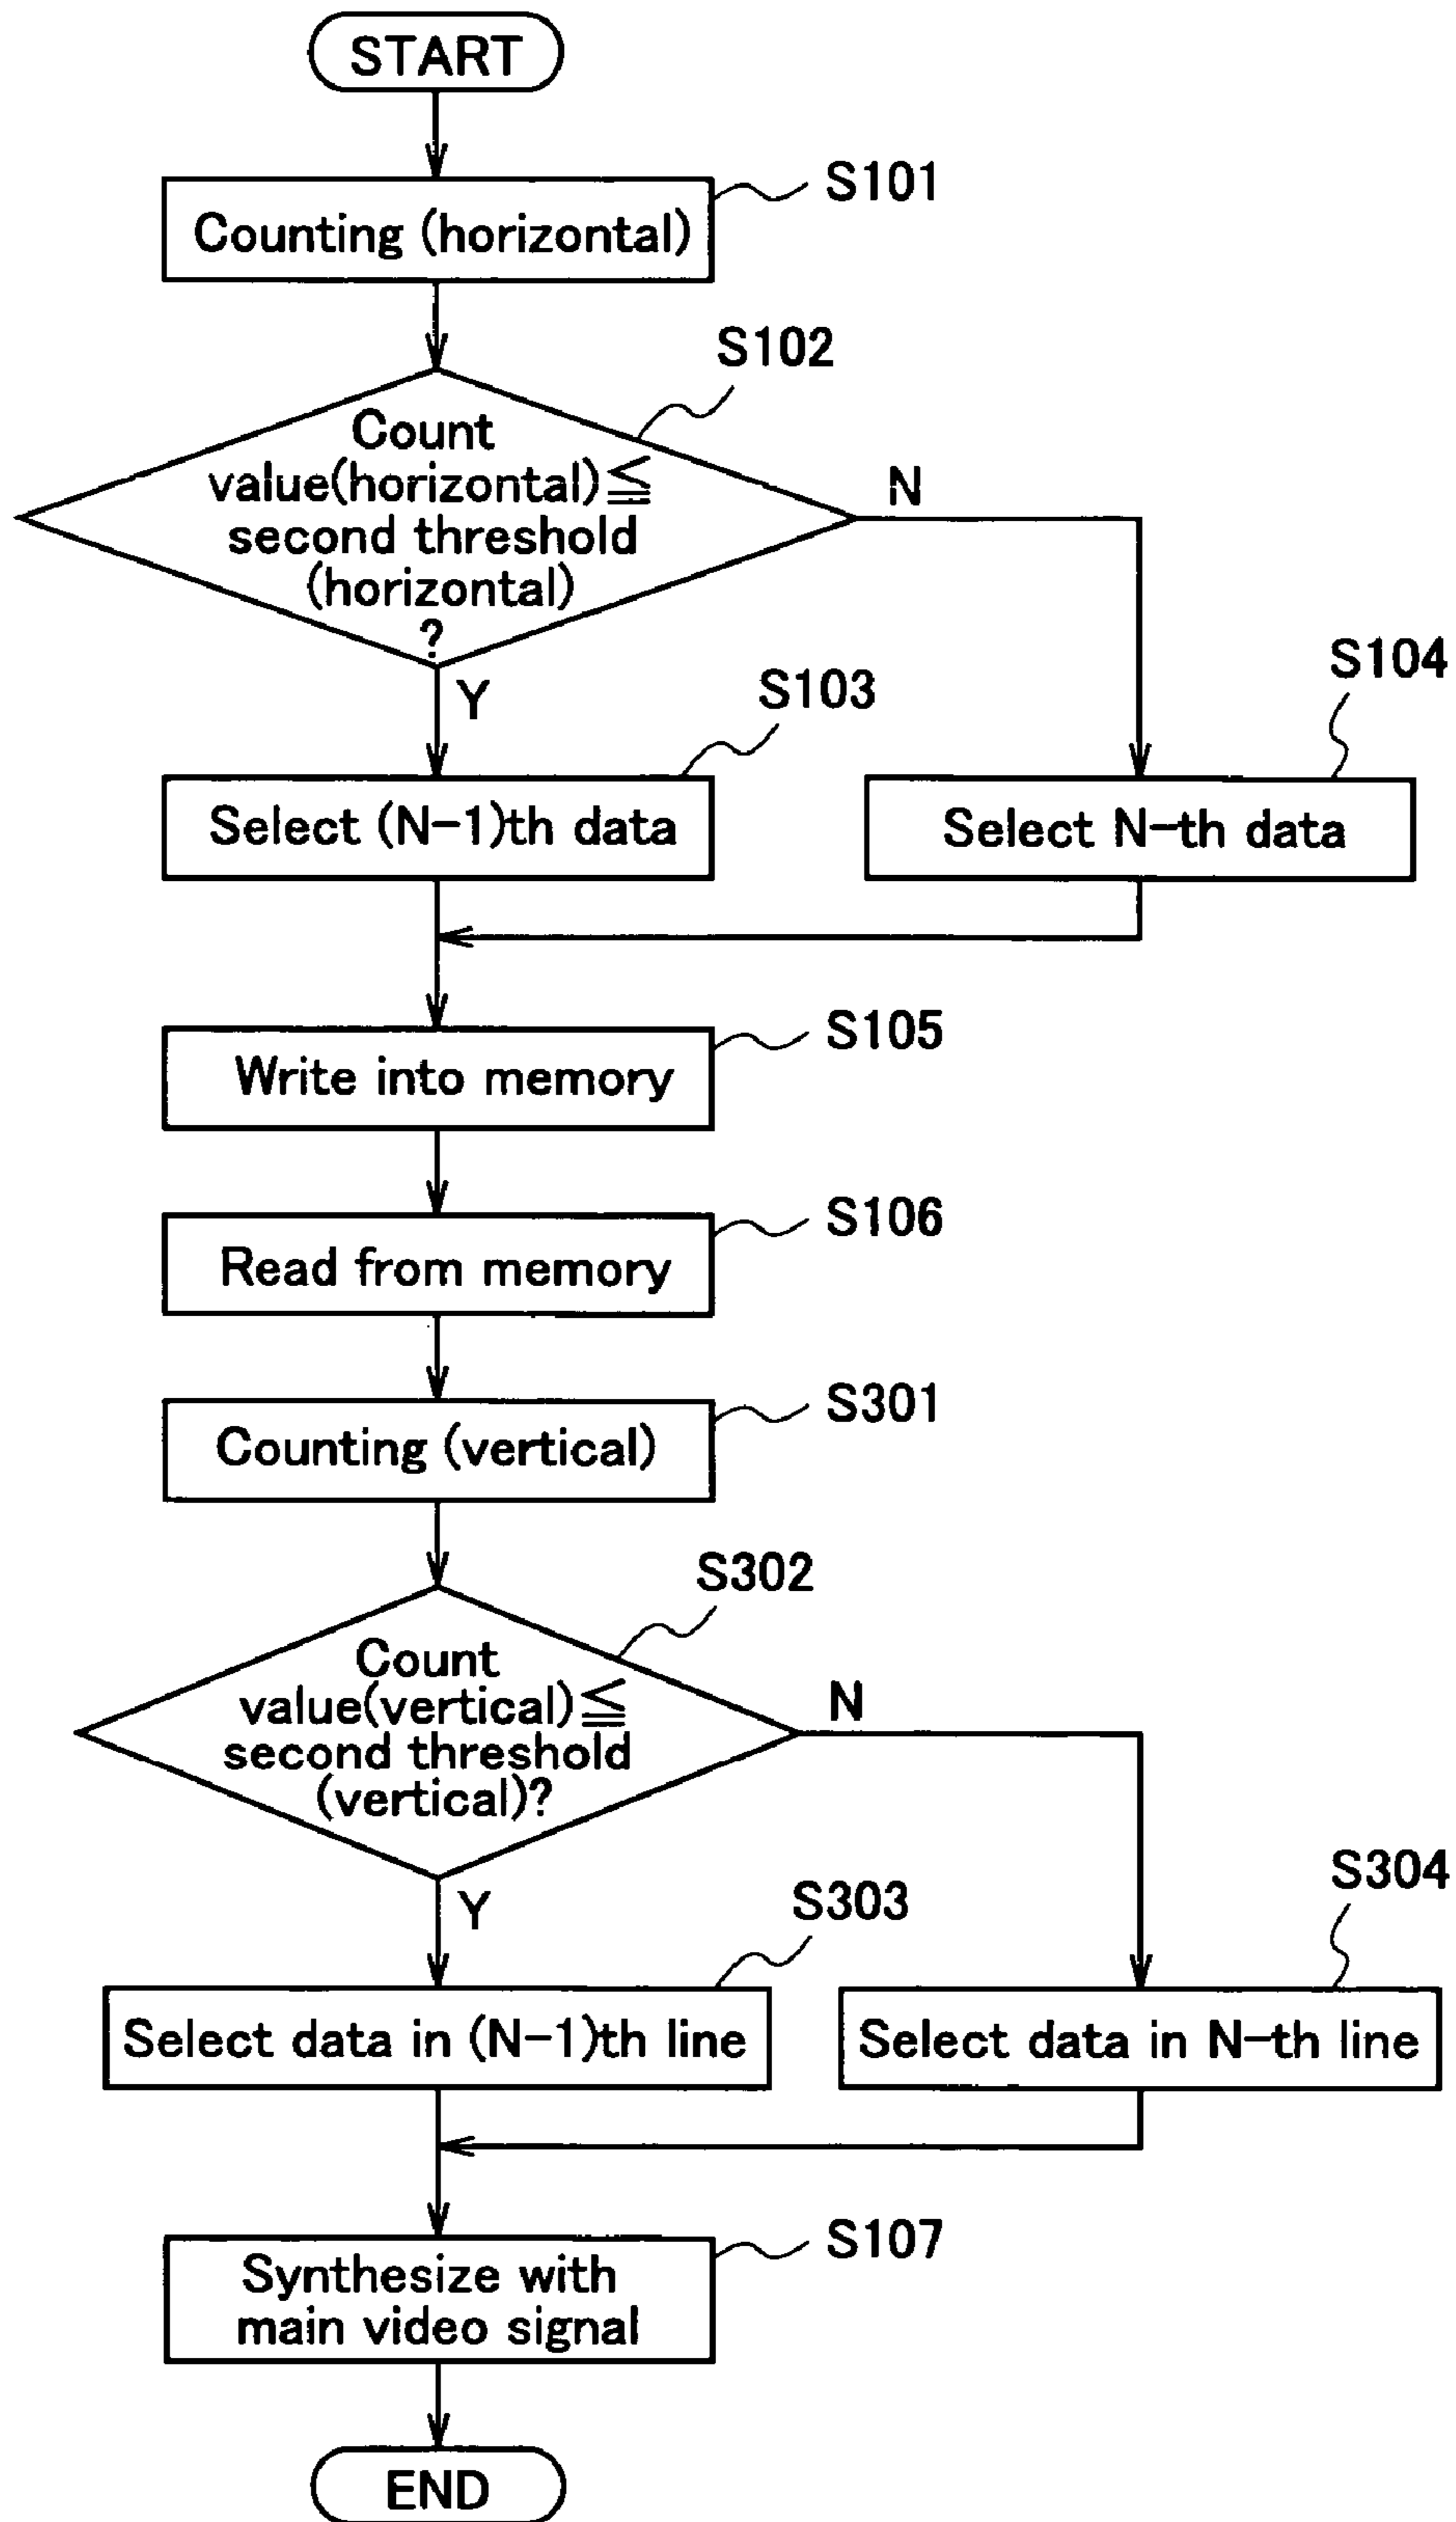 START
S101
Counting (horizontal)
S102
Count
value(horizontal)≦
second threshold
(horizontal)
?
N
Y
S103
S104
Select (N-1)th data
Select N-th data
S105
Write into memory
S106
Read from memory
S301
Counting (vertical)
S302
Count
value(vertical)≦
second threshold
(vertical)?
N
Y
S303
S304
Select data in (N-1)th line
Select data in N-th line
S107
Synthesize with
main video signal
END